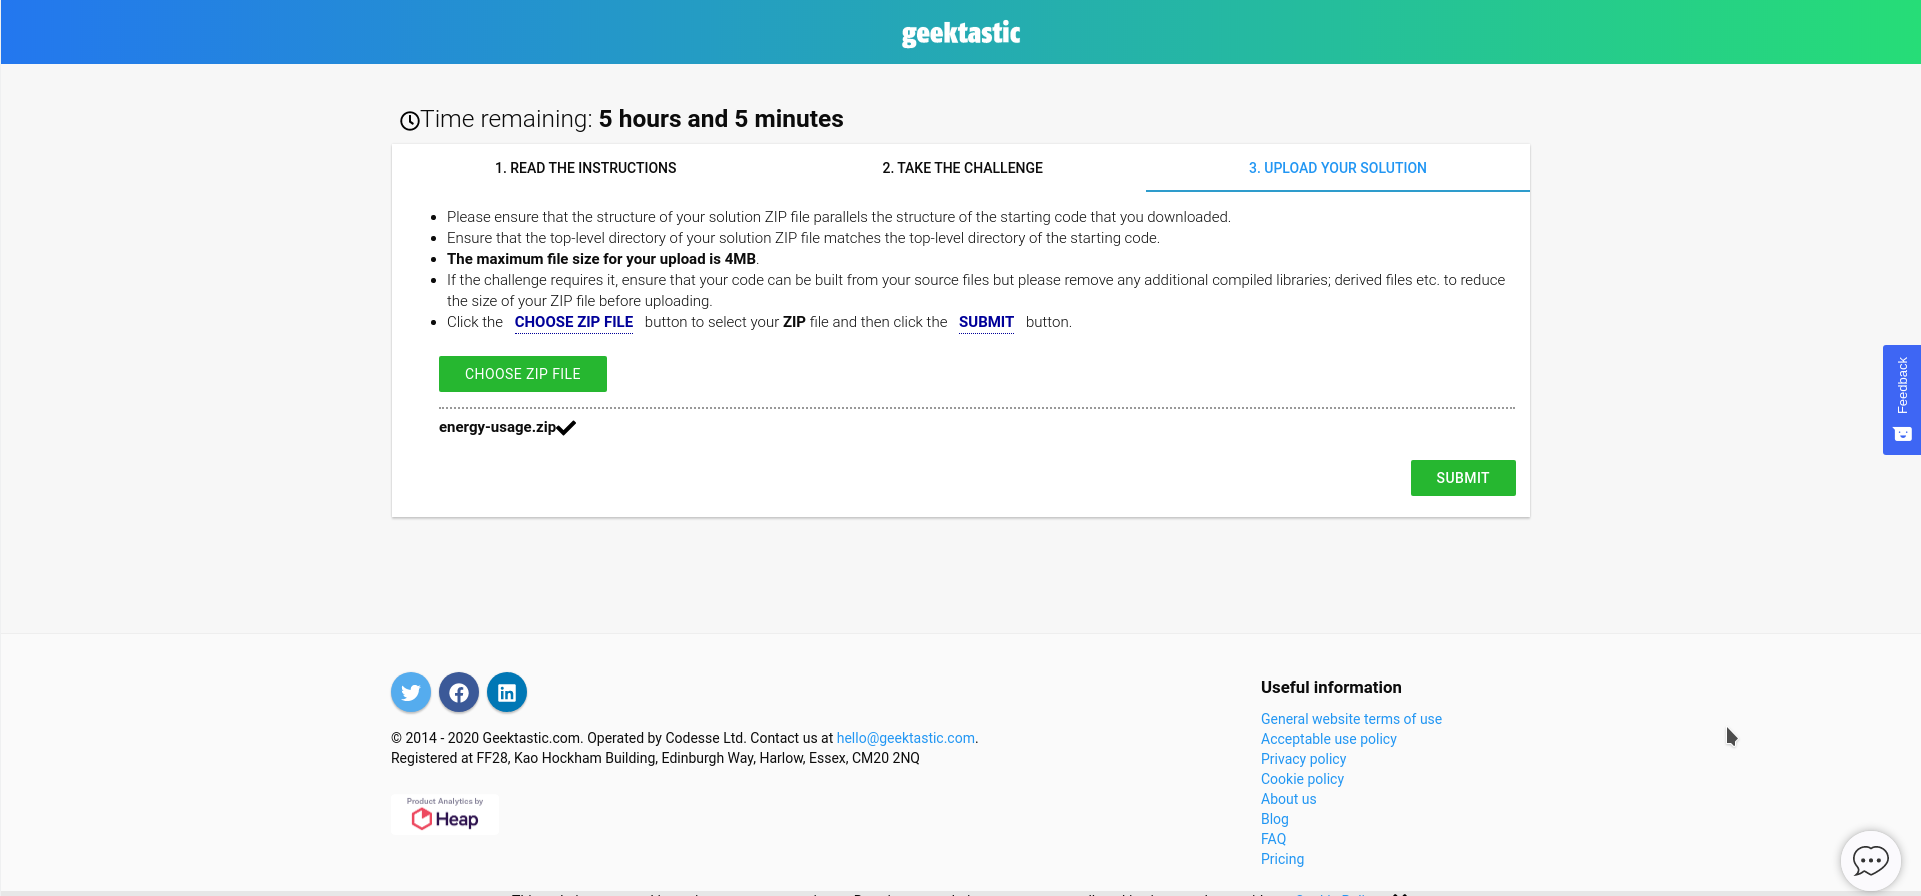 geektastic
Time remaining: 5 hours and 5 minutes
1. READ THE INSTRUCTIONS
2. TAKE THE CHALLENGE
3. UPLOAD YOUR SOLUTION
Please ensure that the structure of your solution ZIP file parallels the structure of the starting code that you downloaded.
Ensure that the top-level directory of your solution ZIP file matches the top-level directory of the starting code.
The maximum file size for your upload is 4MB.
If the challenge requires it, ensure that your code can be built from your source files but please remove any additional compiled libraries; derived files etc. to reduce
the size of your ZIP file before uploading.
Click the CHOOSE ZIP FILE button to select your ZIP file and then click the SUBMIT button.
CHOOSE ZIP FILE
energy-usage.zip
SUBMIT
Feedback
© 2014 - 2020 Geektastic.com. Operated by Codesse Ltd. Contact us at hello@geektastic.com.
Registered at FF28, Kao Hockham Building, Edinburgh Way, Harlow, Essex, CM20 2NQ
Product Analytics by
Heap
Useful information
General website terms of use
Acceptable use policy
Privacy policy
Cookie policy
About us
Blog
FAQ
Pricing